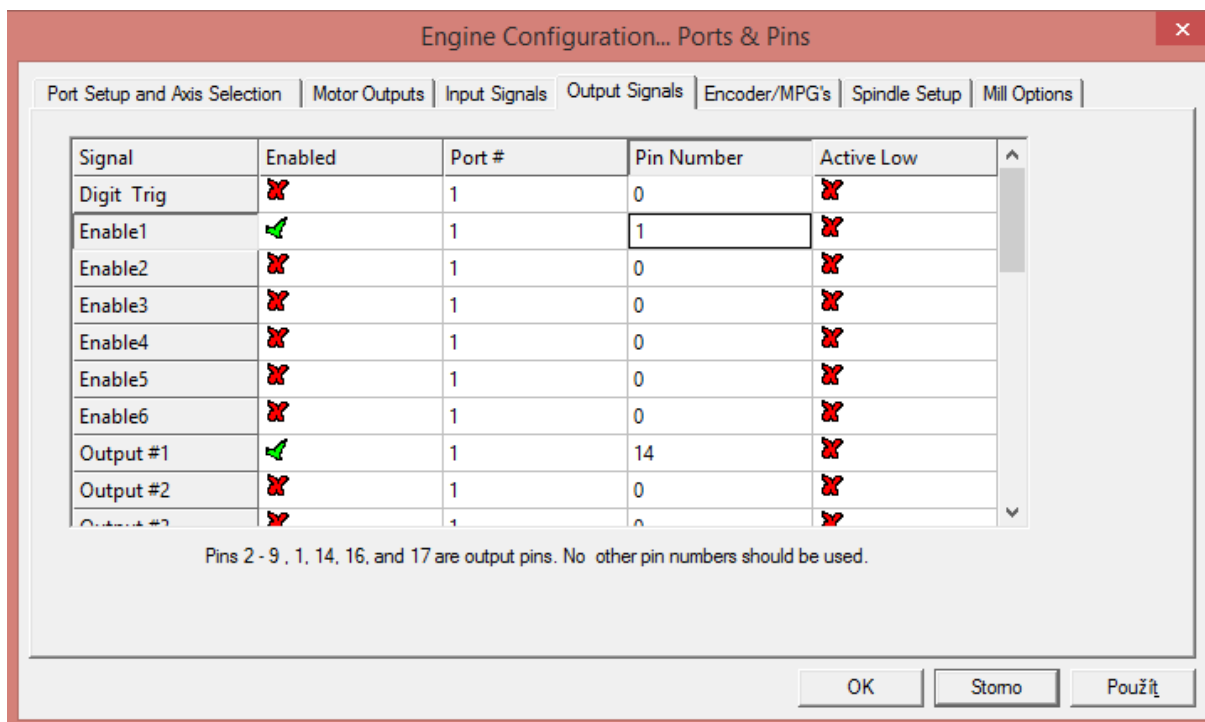 Engine Configuration... Ports & Pins
Port Setup and Axis Selection Motor Outputs Input Signals Output Signals Encoder/MPG's Spindle Setup Mill Options
Signal Enabled Port # Pin Number Active Low
Digit Trig 1 0
Enable1 1 1
Enable2 1 0
Enable3 1 0
Enable4 1 0
Enable5 1 0
Enable6 1 0
Output #1 1 14
Output #2 1 0
Pins 2 - 9 , 1, 14, 16, and 17 are output pins. No other pin numbers should be used.
OK Storno Použít